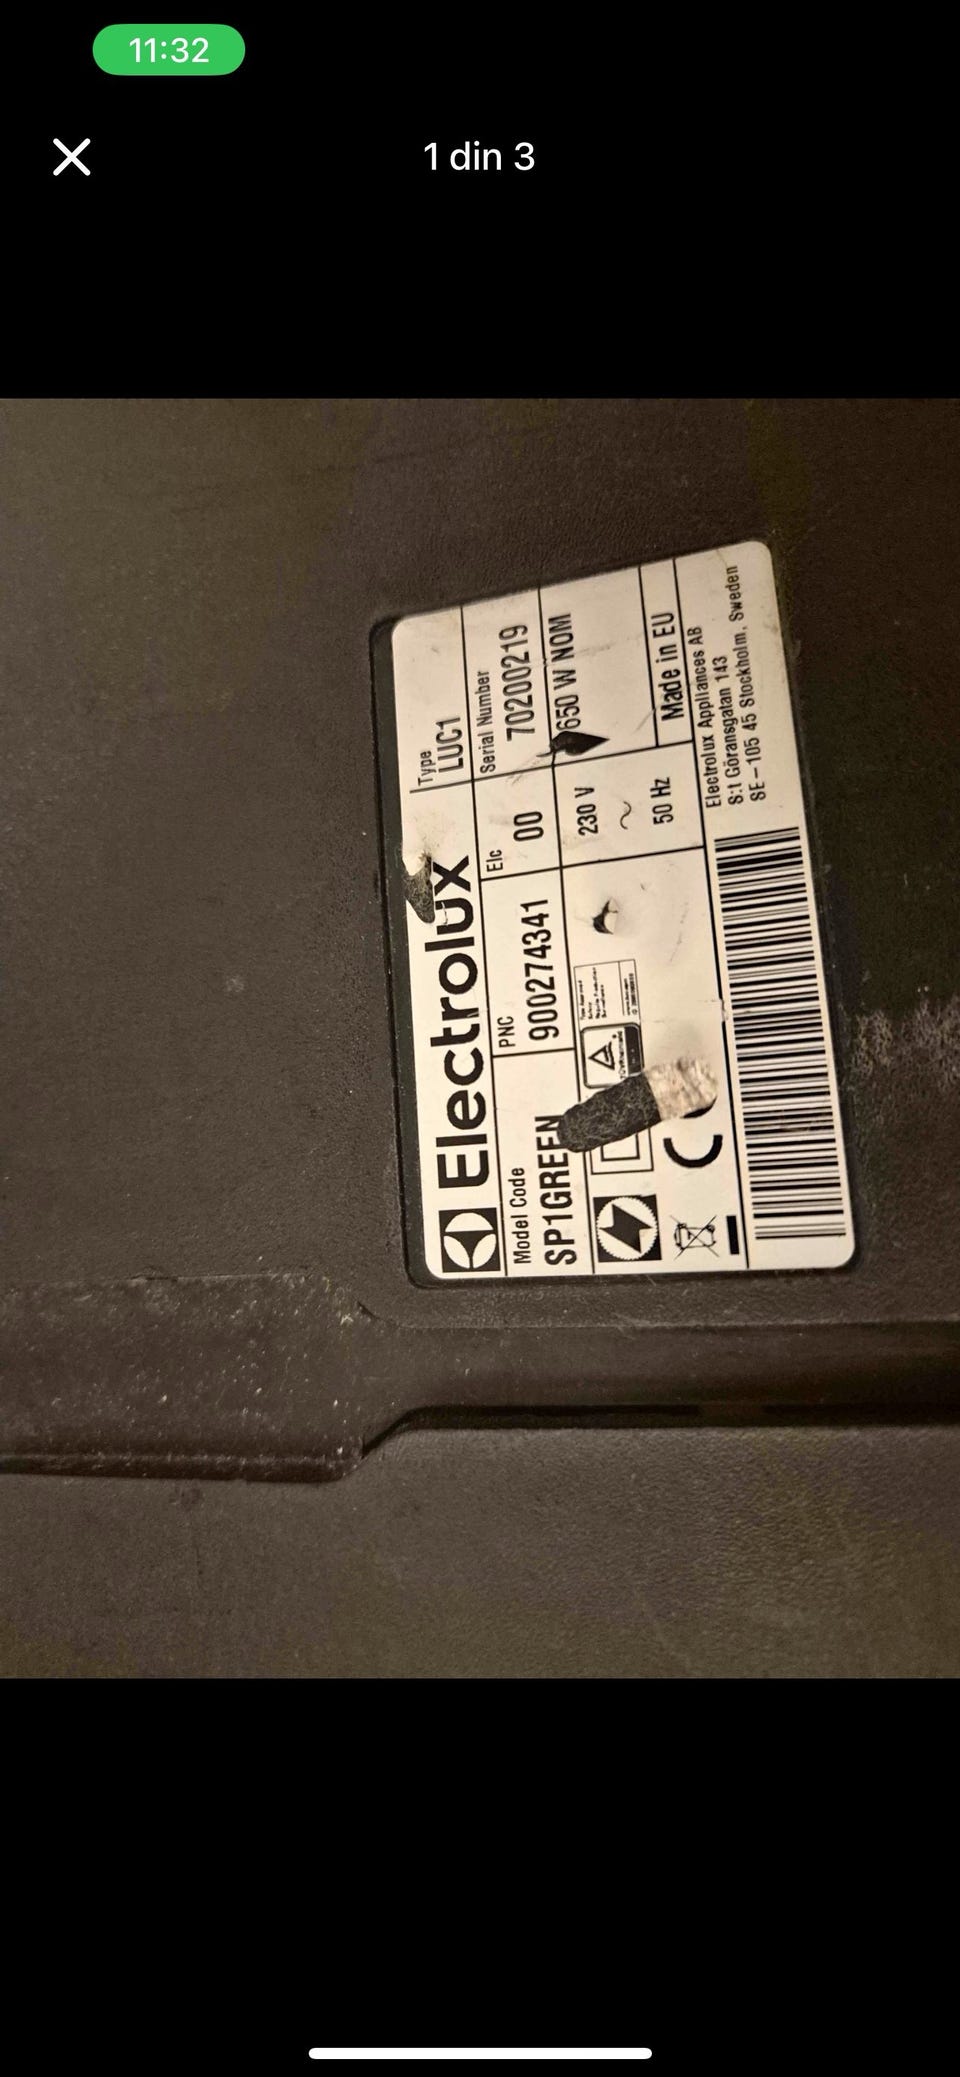 11:32
1 din 3
Electrolux
Type
LUC1
Model Code
SP1GREEN
PNC
900274341
Elc
00
Serial Number
70200219
230 V
~
50 Hz
650 W NOM
Made in EU
Electrolux Appliances AB
S:t Göransgatan 143
SE-105 45 Stockholm, Sweden